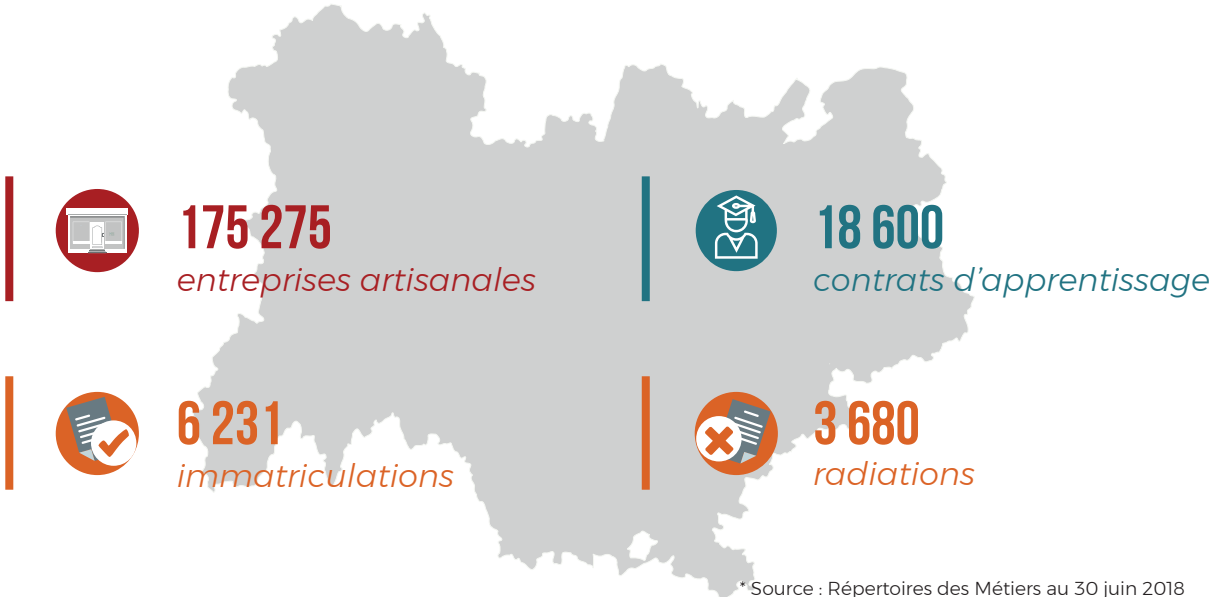 175 275
entreprises artisanales
18 600
contrats d'apprentissage
6 231
immatriculations
3 680
radiations
* Source : Répertoires des Métiers au 30 juin 2018